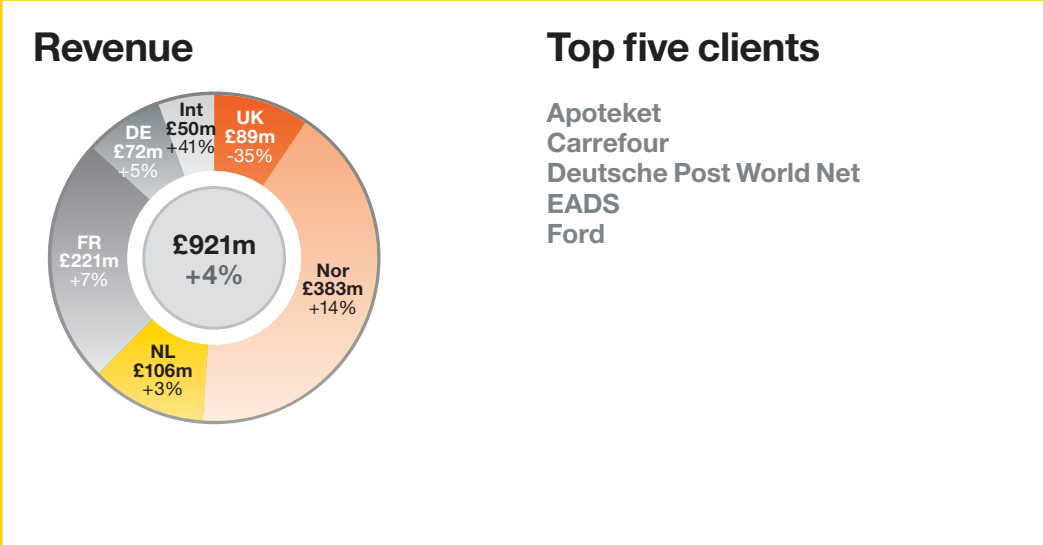 Revenue
Int
£50m
+41%
UK
£89m
-35%
DE
£72m
+5%
FR
£221m
+7%
£921m
+4%
Nor
£383m
+14%
NL
£106m
+3%
Top five clients
Apoteket
Carrefour
Deutsche Post World Net
EADS
Ford